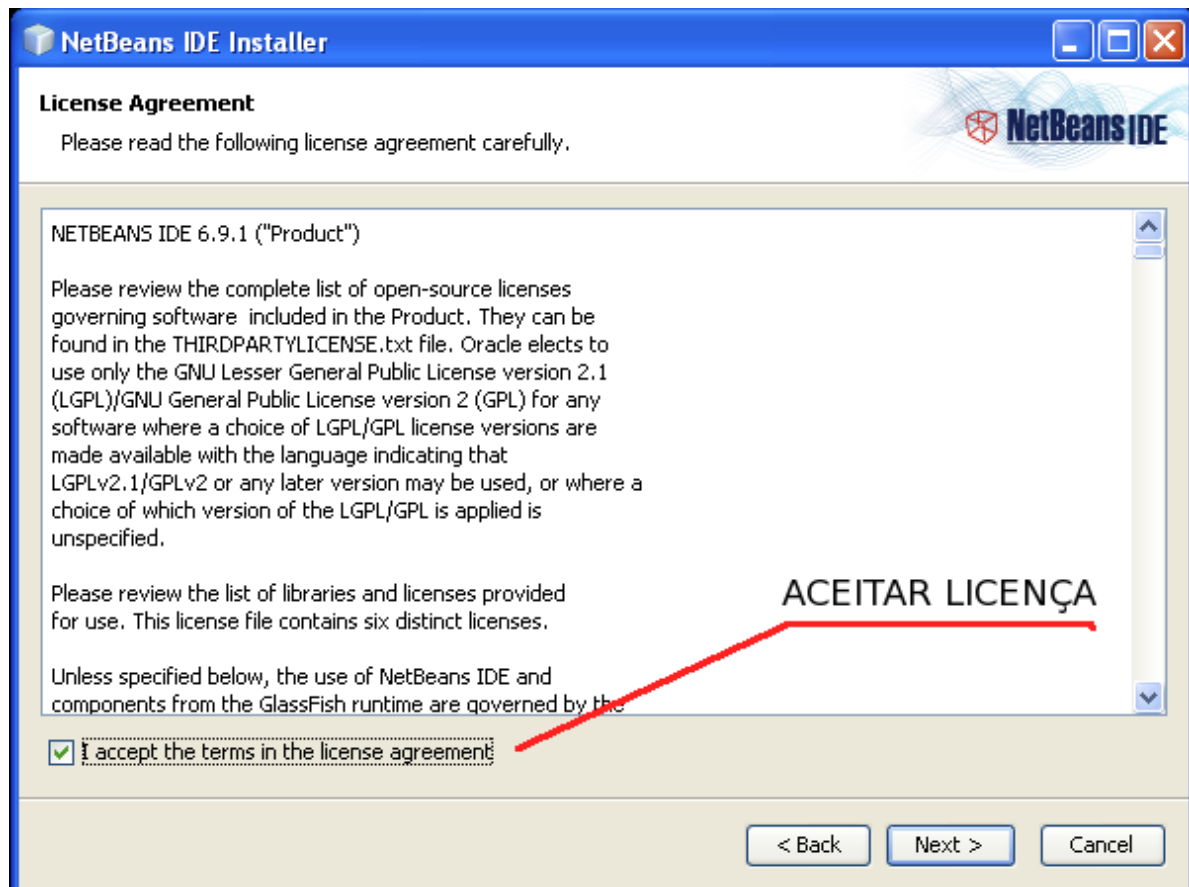 NetBeans IDE Installer
License Agreement
Please read the following license agreement carefully.
NetBeans IDE
NETBEANS IDE 6.9.1 ("Product")
Please review the complete list of open-source licenses
governing software  included in the Product. They can be
found in the THIRDPARTYLICENSE.txt file. Oracle elects to
use only the GNU Lesser General Public License version 2.1
(LGPL)/GNU General Public License version 2 (GPL) for any
software where a choice of LGPL/GPL license versions are
made available with the language indicating that
LGPLv2.1/GPLv2 or any later version may be used, or where a
choice of which version of the LGPL/GPL is applied is
unspecified.
Please review the list of libraries and licenses provided
for use. This license file contains six distinct licenses.
ACEITAR LICENÇA
Unless specified below, the use of NetBeans IDE and
components from the GlassFish runtime are governed by the
I accept the terms in the license agreement
< Back
Next >
Cancel